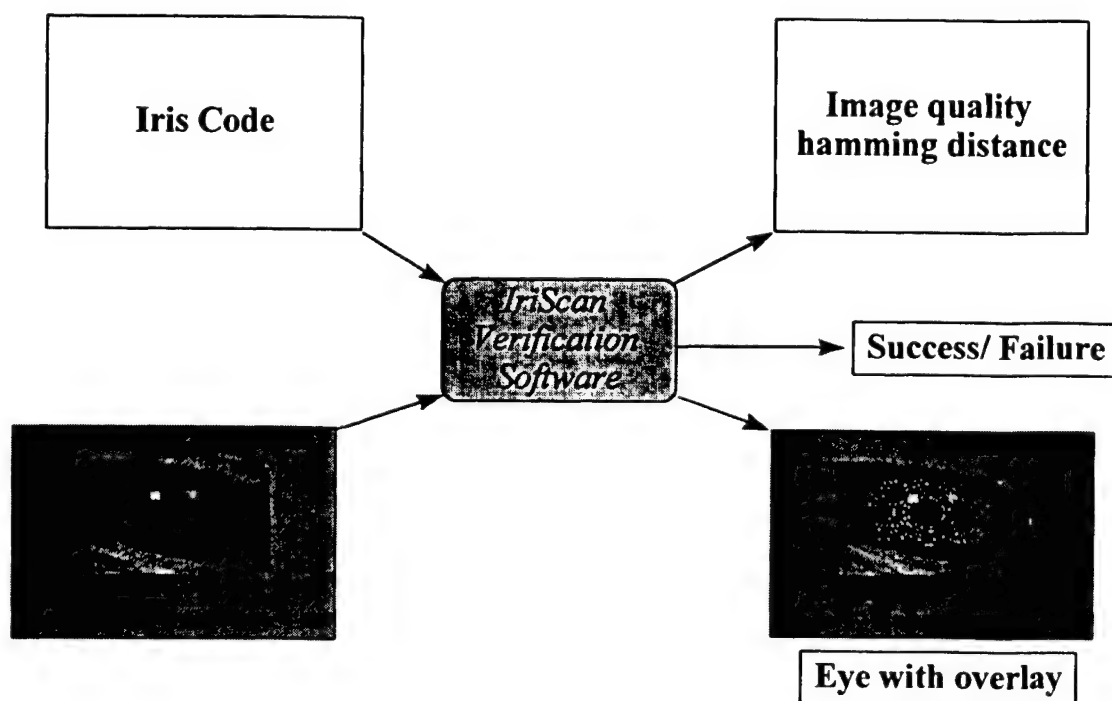 Iris Code
Image quality
hamming distance
IriScan
Verification
Software
Success/ Failure
Eye with overlay